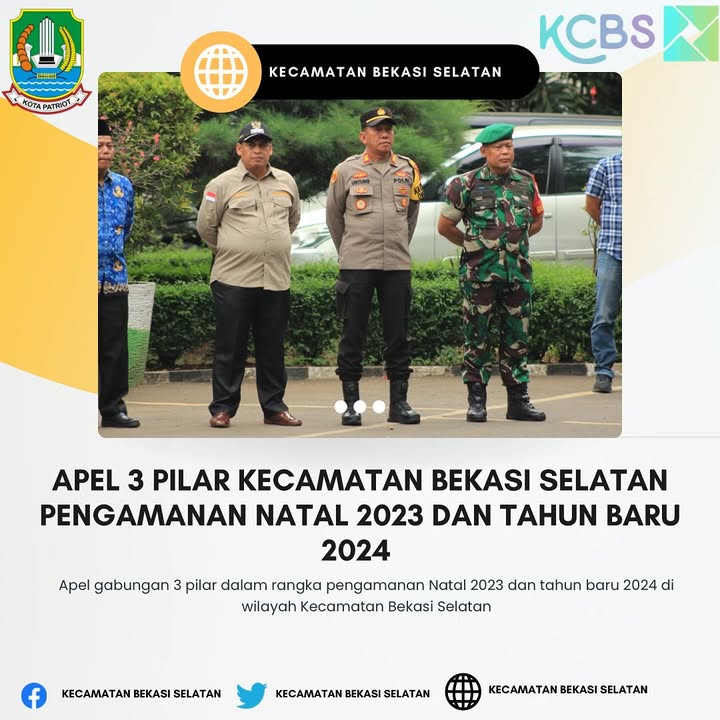 KOTA PATRIOT
KCBS
KECAMATAN BEKASI SELATAN
UNTUNG
POLRI
APEL 3 PILAR KECAMATAN BEKASI SELATAN
PENGAMANAN NATAL 2023 DAN TAHUN BARU
2024
Apel gabungan 3 pilar dalam rangka pengamanan Natal 2023 dan tahun baru 2024 di
wilayah Kecamatan Bekasi Selatan
KECAMATAN BEKASI SELATAN
KECAMATAN BEKASI SELATAN
KECAMATAN BEKASI SELATAN